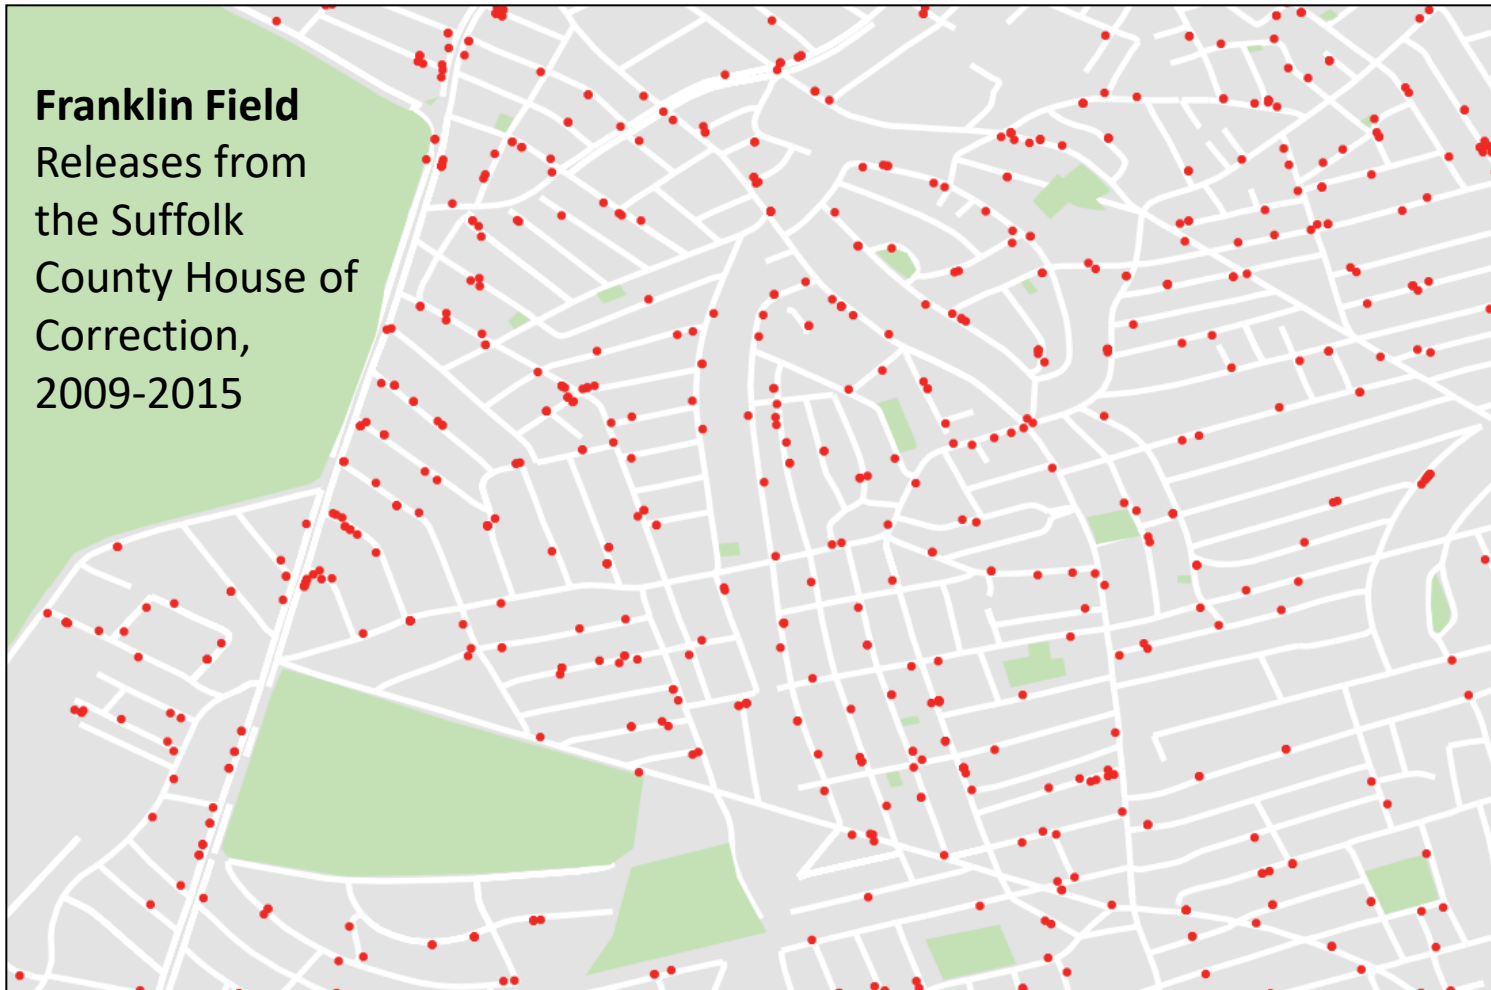 Franklin Field
Releases from
the Suffolk
County House of
Correction,
2009-2015